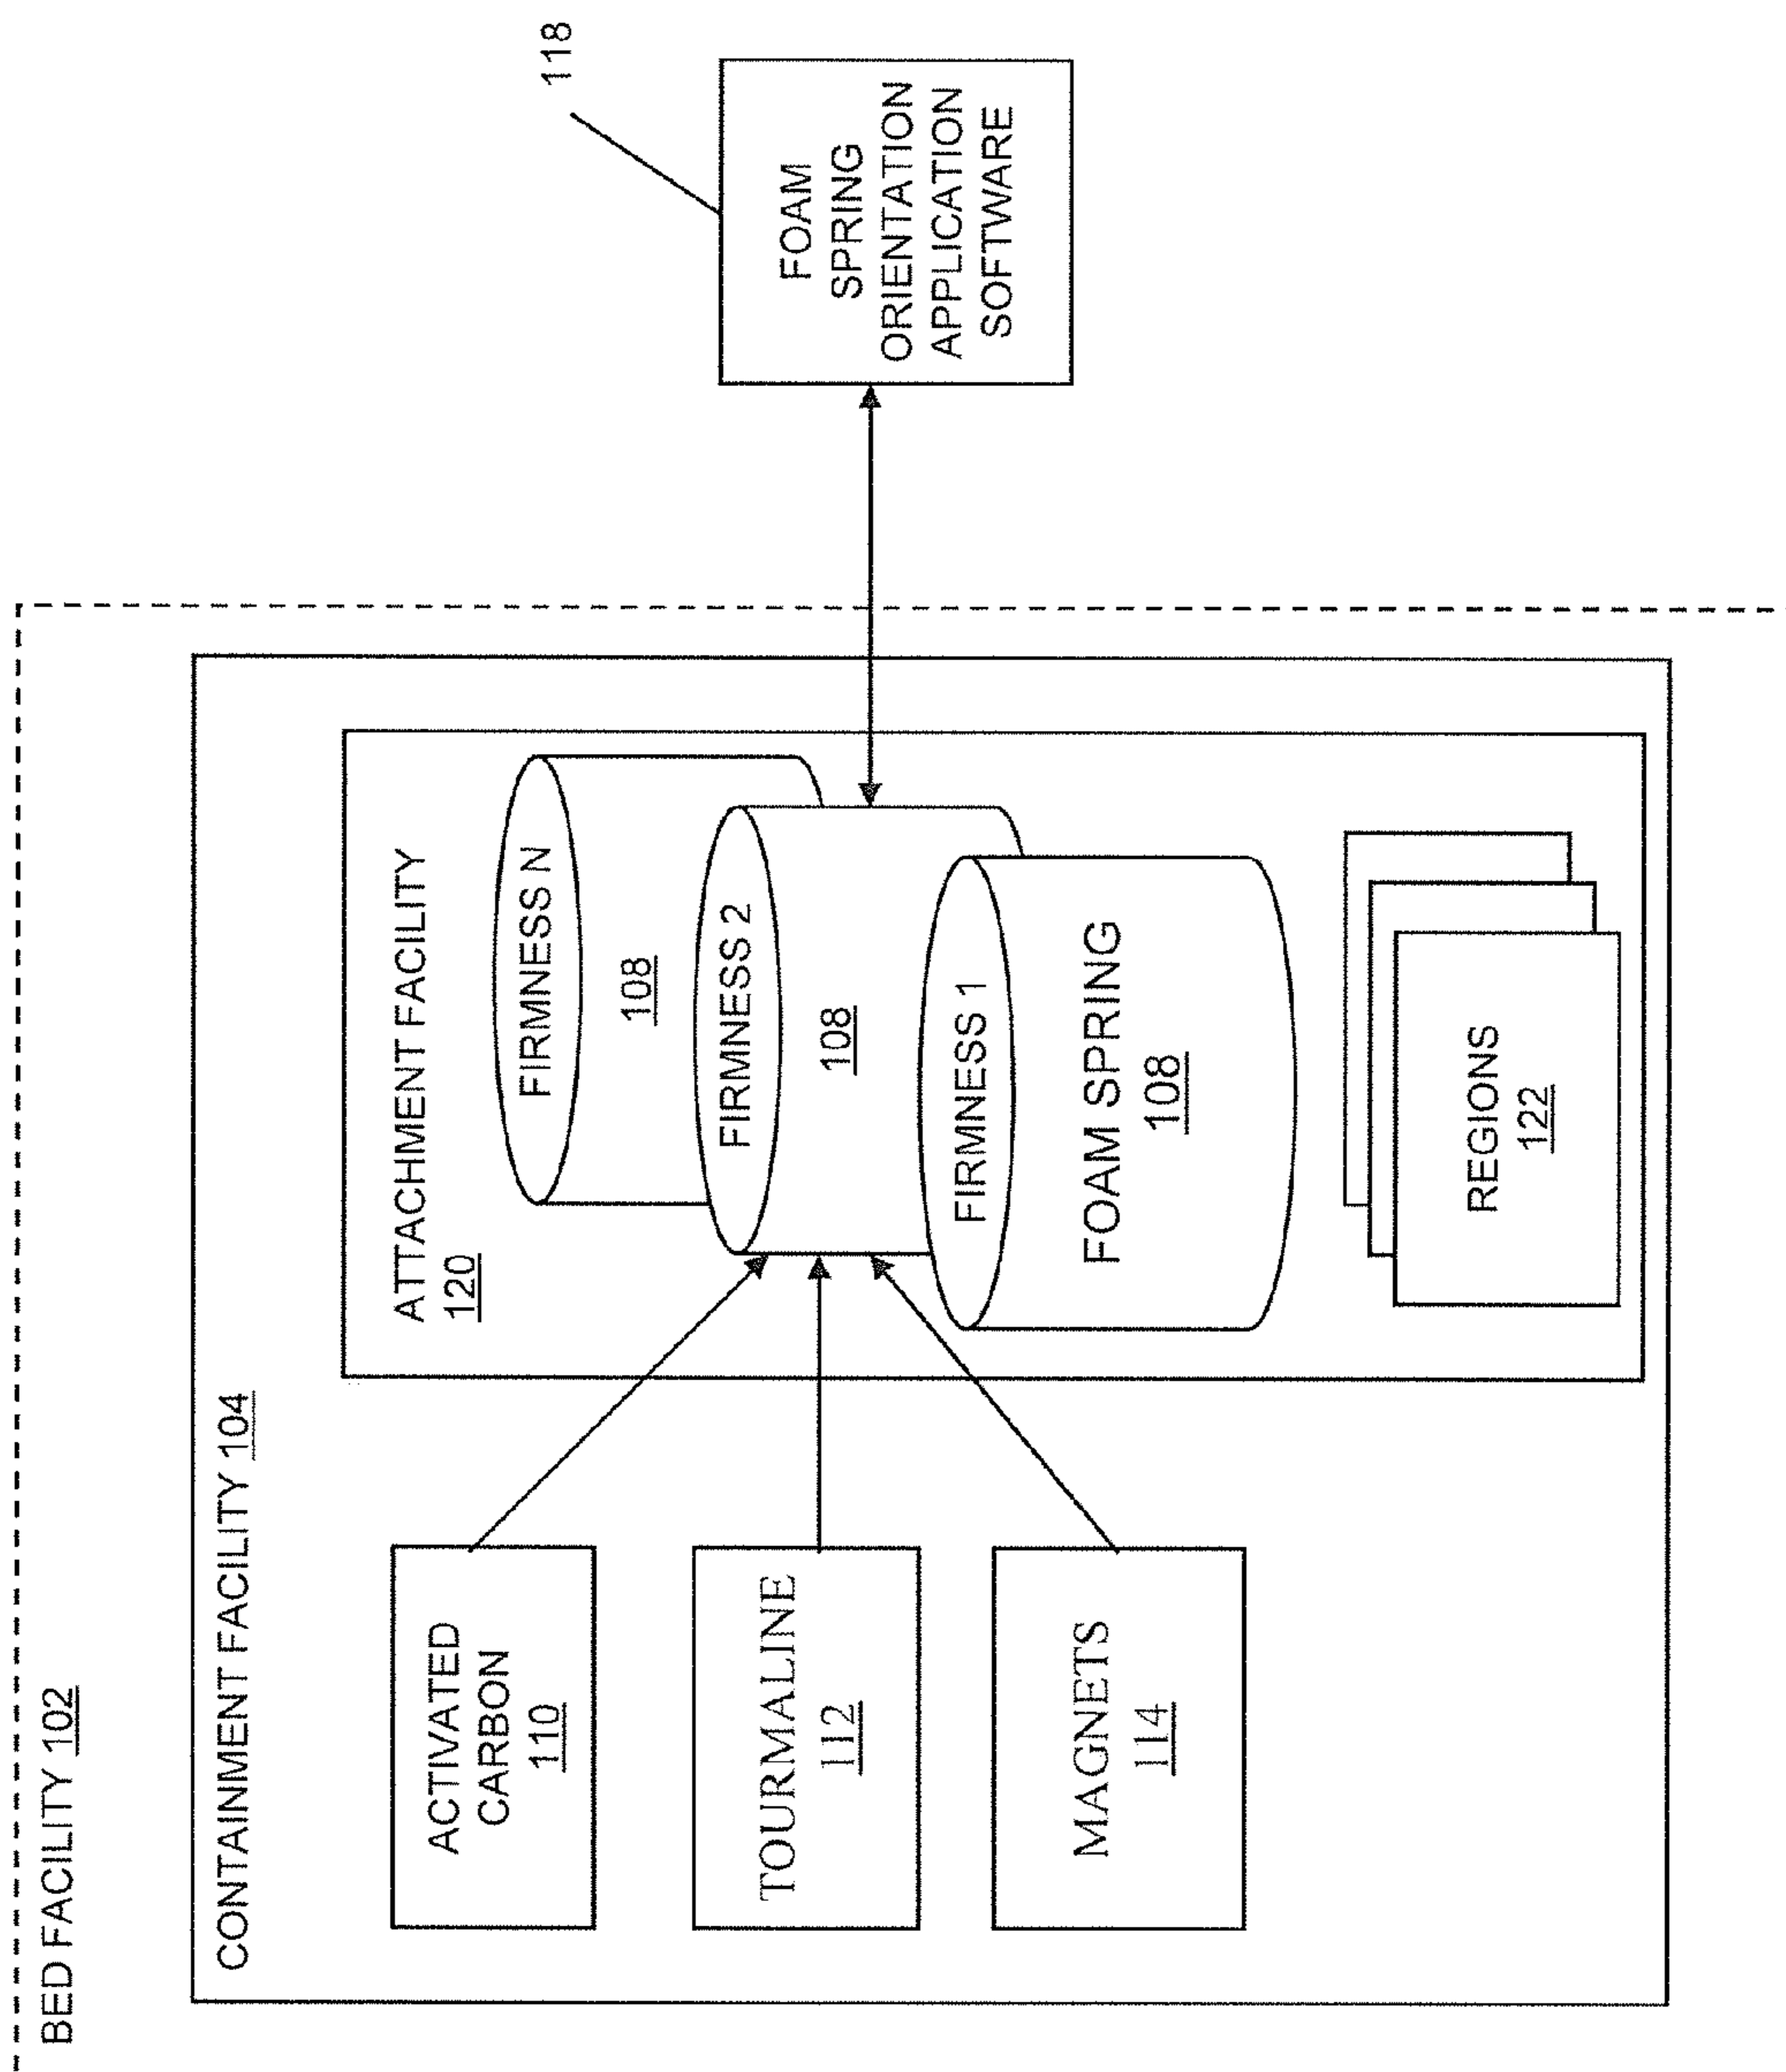 BED FACILITY 102
CONTAINMENT FACILITY 104
ACTIVATED
CARBON
110
TOURMALINE
112
MAGNETS
114
ATTACHMENT FACILITY
120
FIRMNESS N
108
FIRMNESS 2
108
FIRMNESS 1
FOAM SPRING
108
REGIONS
122
118
FOAM
SPRING
ORIENTATION
APPLICATION
SOFTWARE